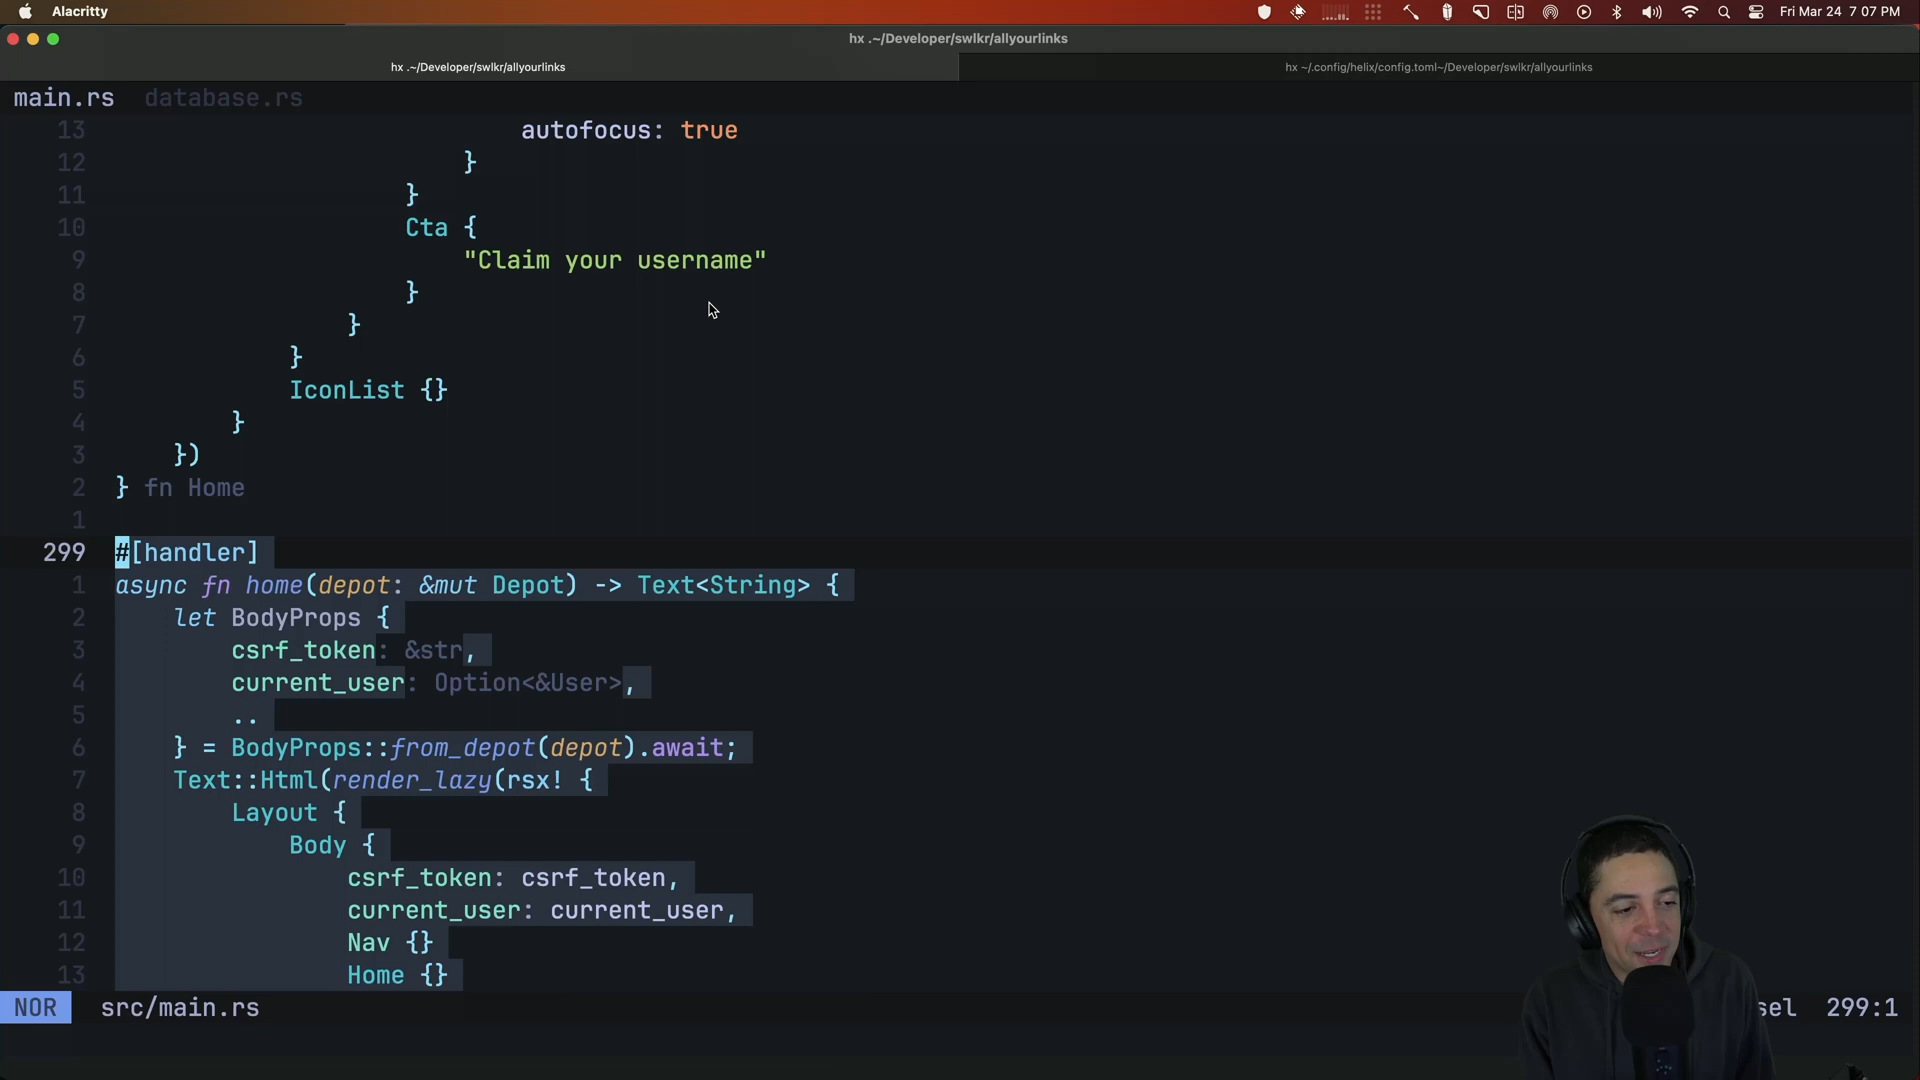 Alacritty
Fri Mar 24 7 07 PM
hx .~/Developer/swlkr/allyourlinks
hx .~/Developer/swlkr/allyourlinks
hx ~/.config/helix/config.toml~/Developer/swlkr/allyourlinks
main.rs database.rs
13 autofocus: true
12 }
11 }
10 Cta {
9 "Claim your username"
8 }
7 }
6 }
5 IconList {}
4 }
3 })
2 } fn Home
1
299 #[handler]
1 async fn home(depot: &mut Depot) -> Text<String> {
2 let BodyProps {
3 csrf_token: &str,
4 current_user: Option<&User>,
5 ..
6 } = BodyProps::from_depot(depot).await;
7 Text::Html(render_lazy(rsx! {
8 Layout {
9 Body {
10 csrf_token: csrf_token,
11 current_user: current_user,
12 Nav {}
13 Home {}
NOR src/main.rs sel 299:1